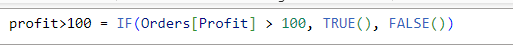 profit>100 = IF(Orders[Profit] > 100, TRUE(), FALSE())